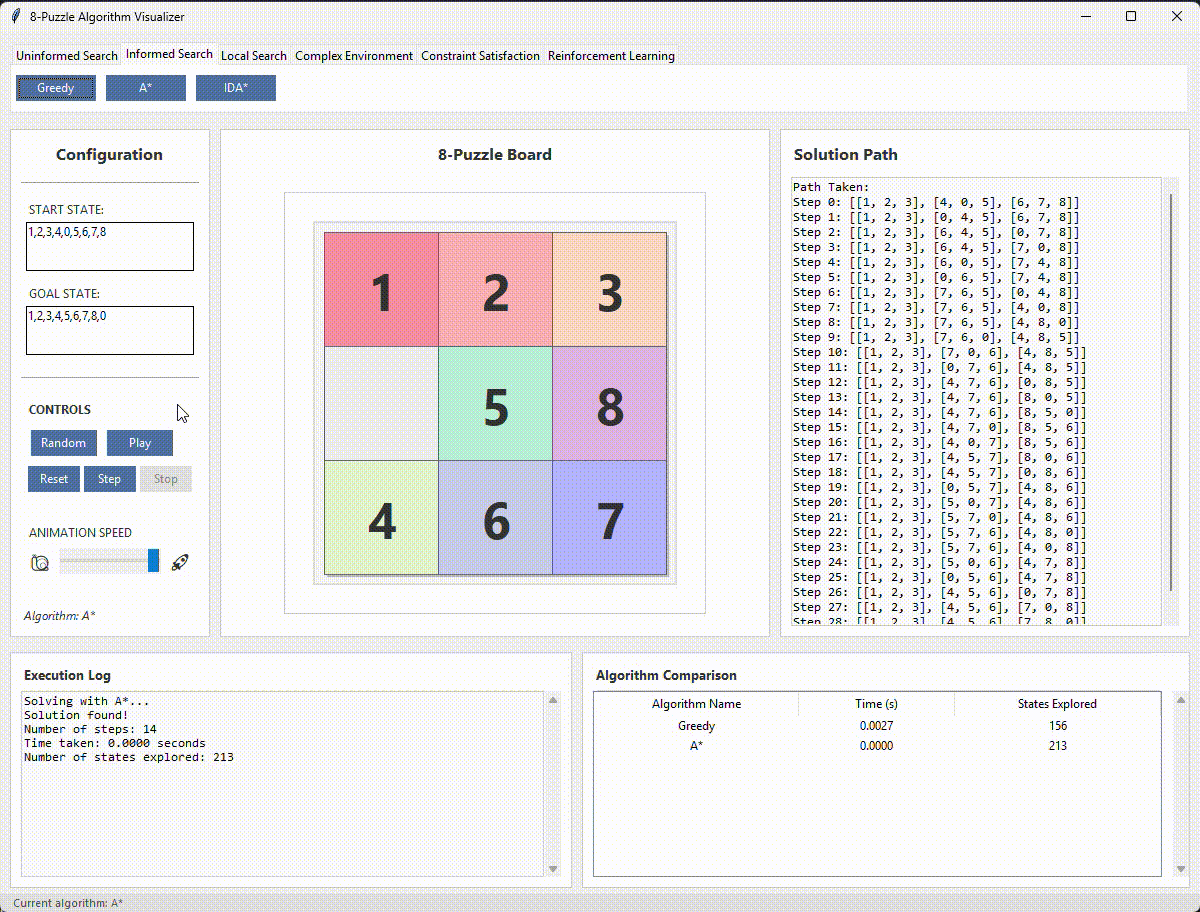 8-Puzzle Algorithm Visualizer
Uninformed Search Informed Search Local Search Complex Environment Constraint Satisfaction Reinforcement Learning
Greedy A* IDA*
Configuration
START STATE:
1,2,3,4,0,5,6,7,8
GOAL STATE:
1,2,3,4,5,6,7,8,0
CONTROLS
Random Play
Reset Step Stop
ANIMATION SPEED
Algorithm: A*
8-Puzzle Board
1 2 3
5 8
4 6 7
Solution Path
Path Taken:
Step 0: [[1, 2, 3], [4, 0, 5], [6, 7, 8]]
Step 1: [[1, 2, 3], [0, 4, 5], [6, 7, 8]]
Step 2: [[1, 2, 3], [6, 4, 5], [0, 7, 8]]
Step 3: [[1, 2, 3], [6, 4, 5], [7, 0, 8]]
Step 4: [[1, 2, 3], [6, 0, 5], [7, 4, 8]]
Step 5: [[1, 2, 3], [0, 6, 5], [7, 4, 8]]
Step 6: [[1, 2, 3], [7, 6, 5], [0, 4, 8]]
Step 7: [[1, 2, 3], [7, 6, 5], [4, 0, 8]]
Step 8: [[1, 2, 3], [7, 6, 5], [4, 8, 0]]
Step 9: [[1, 2, 3], [7, 6, 0], [4, 8, 5]]
Step 10: [[1, 2, 3], [7, 0, 6], [4, 8, 5]]
Step 11: [[1, 2, 3], [0, 7, 6], [4, 8, 5]]
Step 12: [[1, 2, 3], [4, 7, 6], [0, 8, 5]]
Step 13: [[1, 2, 3], [4, 7, 6], [8, 0, 5]]
Step 14: [[1, 2, 3], [4, 7, 6], [8, 5, 0]]
Step 15: [[1, 2, 3], [4, 7, 0], [8, 5, 6]]
Step 16: [[1, 2, 3], [4, 0, 7], [8, 5, 6]]
Step 17: [[1, 2, 3], [4, 5, 7], [8, 0, 6]]
Step 18: [[1, 2, 3], [4, 5, 7], [0, 8, 6]]
Step 19: [[1, 2, 3], [0, 5, 7], [4, 8, 6]]
Step 20: [[1, 2, 3], [5, 0, 7], [4, 8, 6]]
Step 21: [[1, 2, 3], [5, 7, 0], [4, 8, 6]]
Step 22: [[1, 2, 3], [5, 7, 6], [4, 8, 0]]
Step 23: [[1, 2, 3], [5, 7, 6], [4, 0, 8]]
Step 24: [[1, 2, 3], [5, 0, 6], [4, 7, 8]]
Step 25: [[1, 2, 3], [0, 5, 6], [4, 7, 8]]
Step 26: [[1, 2, 3], [4, 5, 6], [0, 7, 8]]
Step 27: [[1, 2, 3], [4, 5, 6], [7, 0, 8]]
Step 28: [[1, 2, 3], [4, 5, 6], [7, 8, 0]]
Execution Log
Solving with A*...
Solution found!
Number of steps: 14
Time taken: 0.0000 seconds
Number of states explored: 213
Algorithm Comparison
Algorithm Name Time (s) States Explored
Greedy 0.0027 156
A* 0.0000 213
Current algorithm: A*